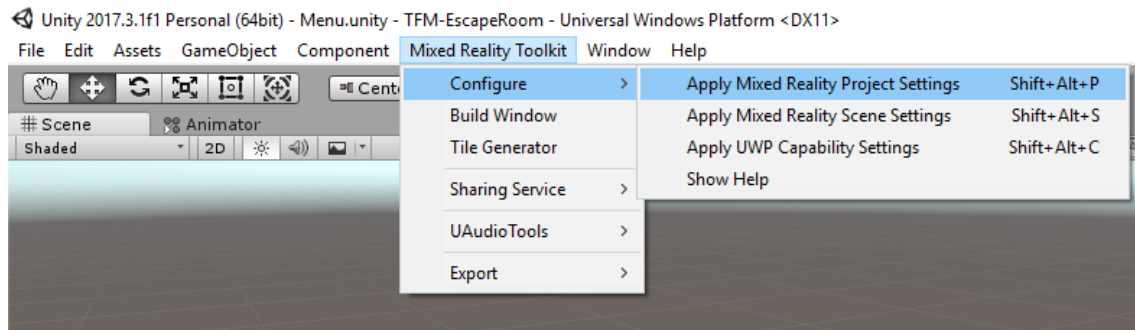 Unity 2017.3.1f1 Personal (64bit) - Menu.unity - TFM-EscapeRoom - Universal Windows Platform <DX11>
File Edit Assets GameObject Component Mixed Reality Toolkit Window Help
Cent
Configure > Apply Mixed Reality Project Settings Shift+Alt+P
# Scene Animator
Build Window Apply Mixed Reality Scene Settings Shift+Alt+S
Shaded 2D Tile Generator Apply UWP Capability Settings Shift+Alt+C
Show Help
Sharing Service >
UAudioTools >
Export >